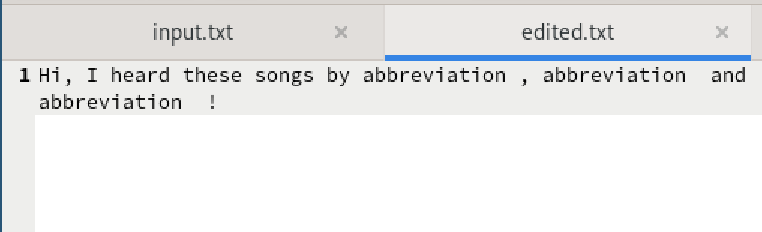 input.txt × edited.txt ×
1 Hi, I heard these songs by abbreviation , abbreviation  and
abbreviation  !